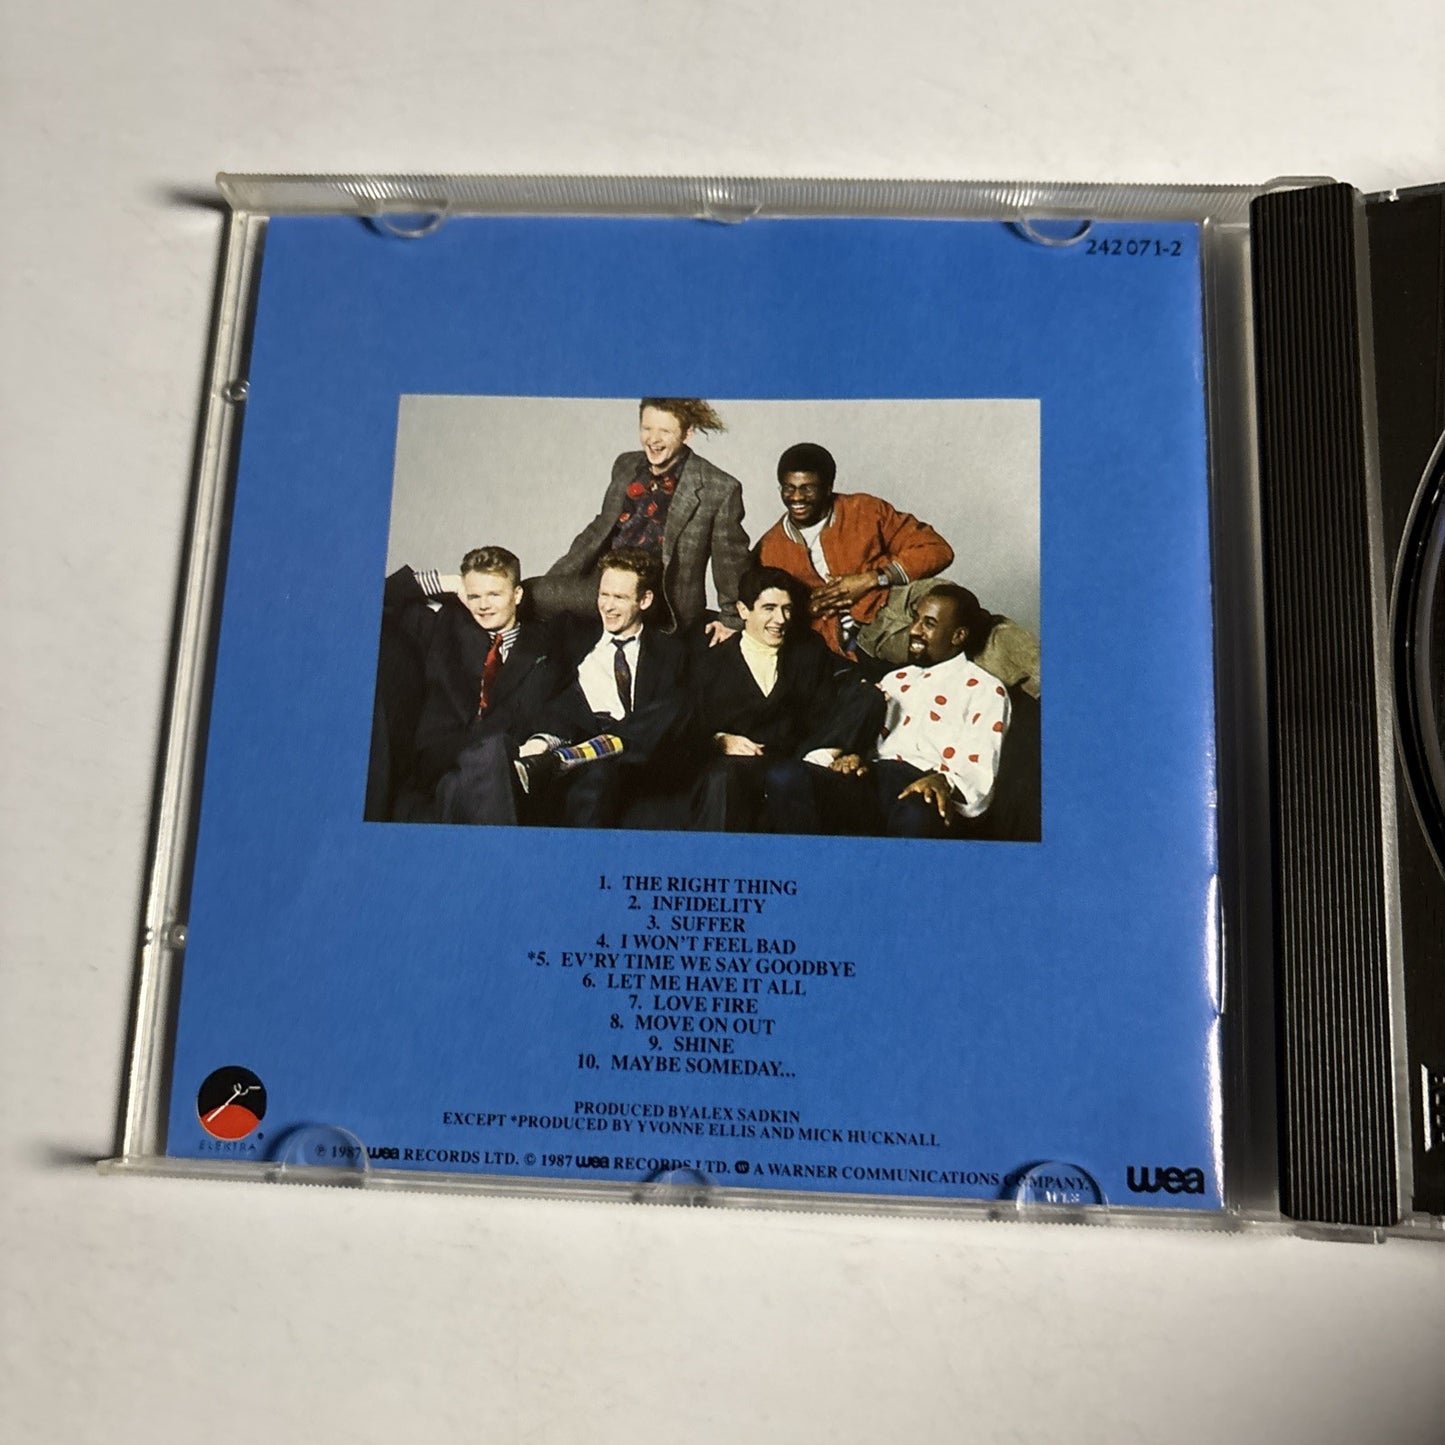 242 071-2
1. THE RIGHT THING
2. INFIDELITY
3. SUFFER
4. I WON'T FEEL BAD
*5. EV'RY TIME WE SAY GOODBYE
6. LET ME HAVE IT ALL
7. LOVE FIRE
8. MOVE ON OUT
9. SHINE
10. MAYBE SOMEDAY...
PRODUCED BY ALEX SADKIN
EXCEPT *PRODUCED BY YVONNE ELLIS AND MICK HUCKNALL
ELEKTRA®
℗ 1987 wea RECORDS LTD. © 1987 wea RECORDS LTD. A WARNER COMMUNICATIONS COMPANY.
wea